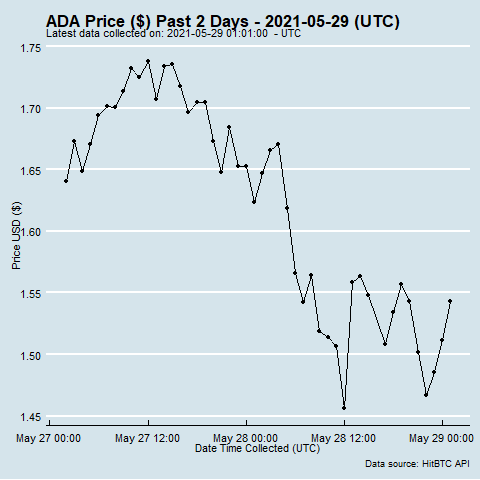 ADA Price ($) Past 2 Days - 2021-05-29 (UTC)
Latest data collected on: 2021-05-29 01:01:00 - UTC
1.75
1.70
1.65
1.60
1.55
1.50
1.45
Price USD ($)
May 27 00:00 May 27 12:00 May 28 00:00 May 28 12:00 May 29 00:00
Date Time Collected (UTC)
Data source: HitBTC API